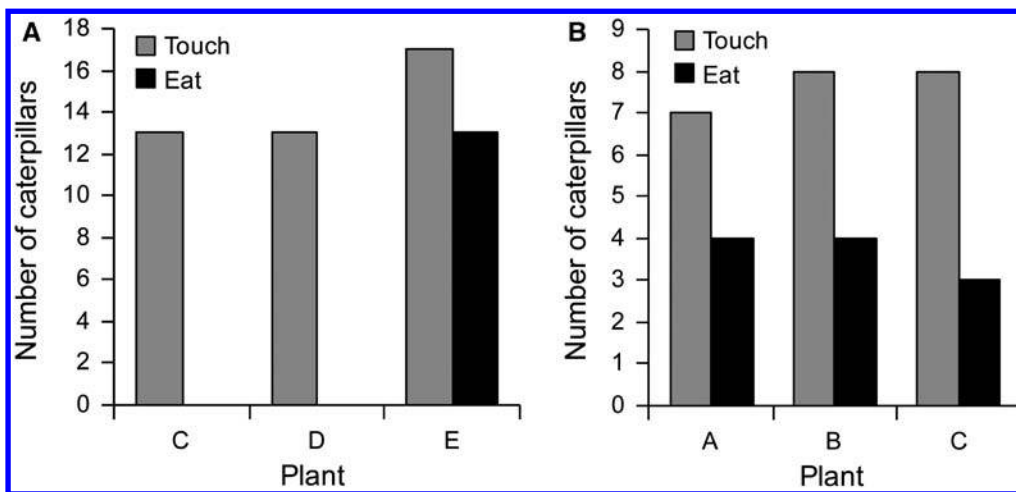 A
Touch
Eat
Number of caterpillars
18
16
14
12
10
8
6
4
2
0
C D E
Plant
B
Touch
Eat
Number of caterpillars
9
8
7
6
5
4
3
2
1
0
A B C
Plant